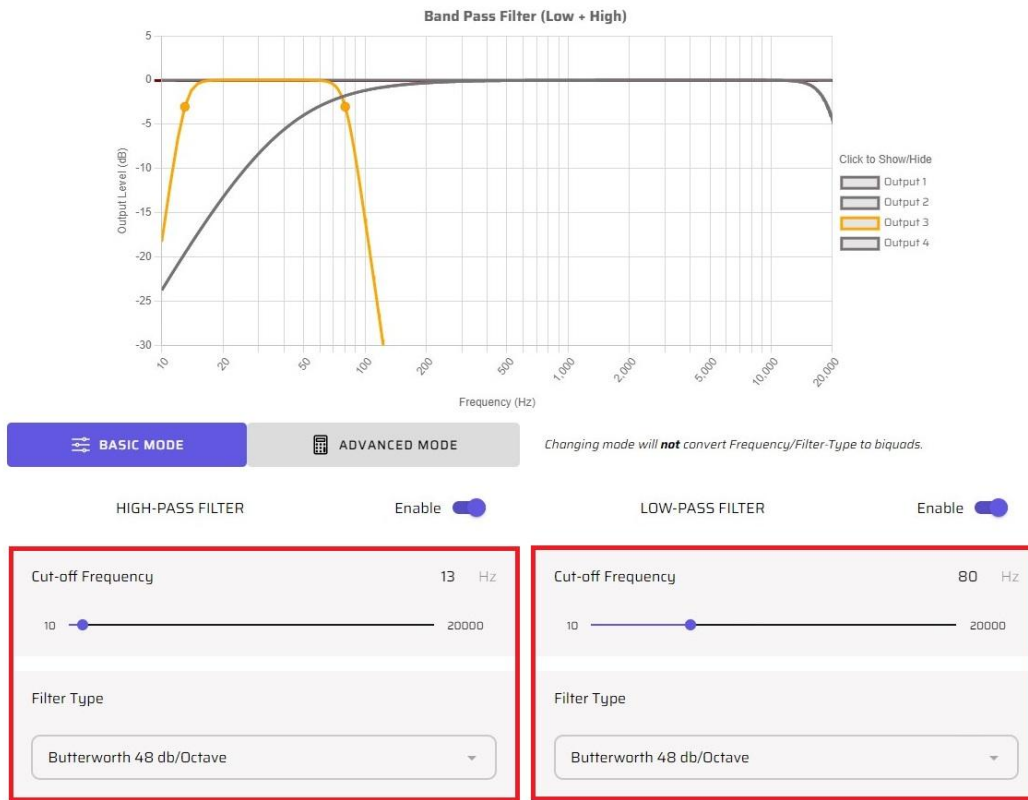 Band Pass Filter (Low + High)
5
0
-5
-10
-15
-20
-25
-30
Output Level (dB)
10
20
50
100
200
500
1,000
2,000
5,000
10,000
20,000
Frequency (Hz)
Click to Show/Hide
Output 1
Output 2
Output 3
Output 4
BASIC MODE
ADVANCED MODE
Changing mode will not convert Frequency/Filter-Type to biquads.
HIGH-PASS FILTER Enable
LOW-PASS FILTER Enable
Cut-off Frequency 13 Hz
10 20000
Filter Type
Butterworth 48 db/Octave
Cut-off Frequency 80 Hz
10 20000
Filter Type
Butterworth 48 db/Octave